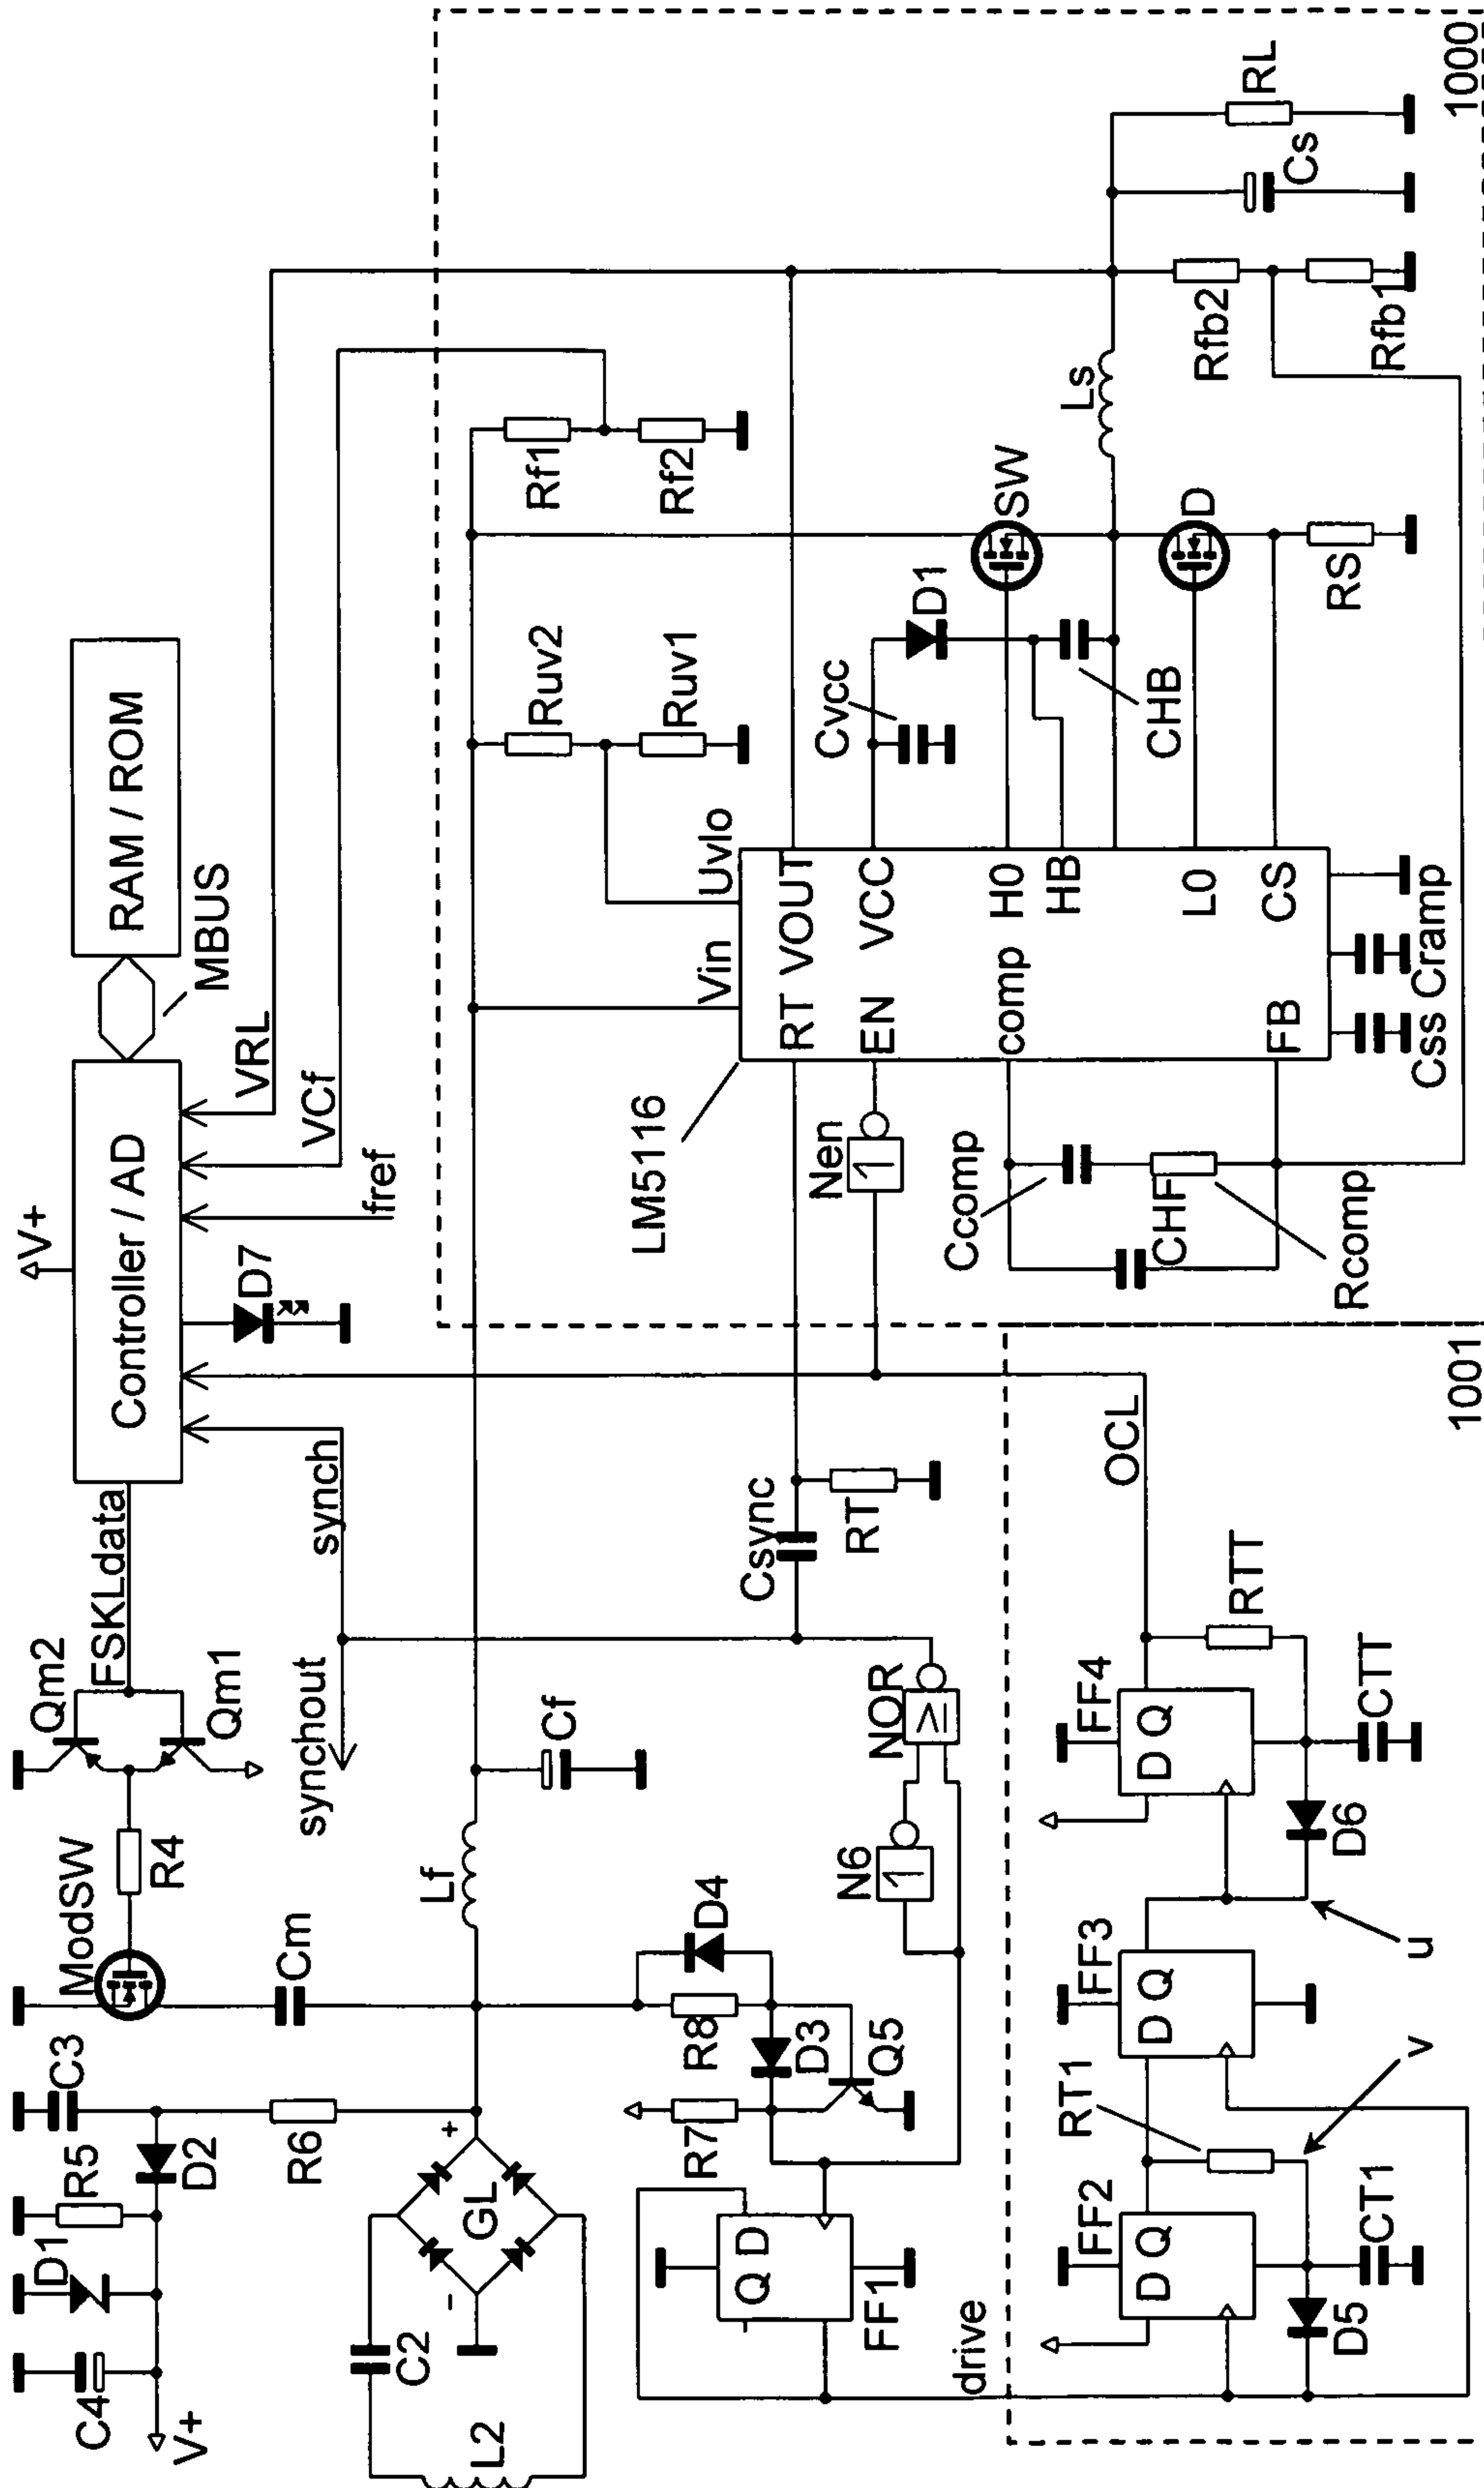 C4
D1
R5
C3
V+
D2
R6
C2
L2
GL
+
-
ModSW
Cm
R4
Qm2
Qm1
FSKLdata
Controller / AD
V+
MBUS
RAM / ROM
D7
synch
synchout
fref
VCf
VRL
Lf
Cf
R7
R8
D3
D4
Q5
FF1
Q D
drive
N6
1
NOR
≥
Csync
RT
Nen
1
LM5116
Vin
Uvlo
RT VOUT
EN VCC
comp H0
HB
L0
FB CS
Css
Cramp
Ccomp
CHF
Rcomp
Ruv2
Ruv1
Rf1
Rf2
Cvcc
D1
CHB
SW
D
RS
Ls
Rfb2
Rfb1
Cs
RL
1000
FF2
D Q
RT1
CT1
D5
v
FF3
D Q
u
FF4
D Q
RTT
CTT
D6
OCL
1001